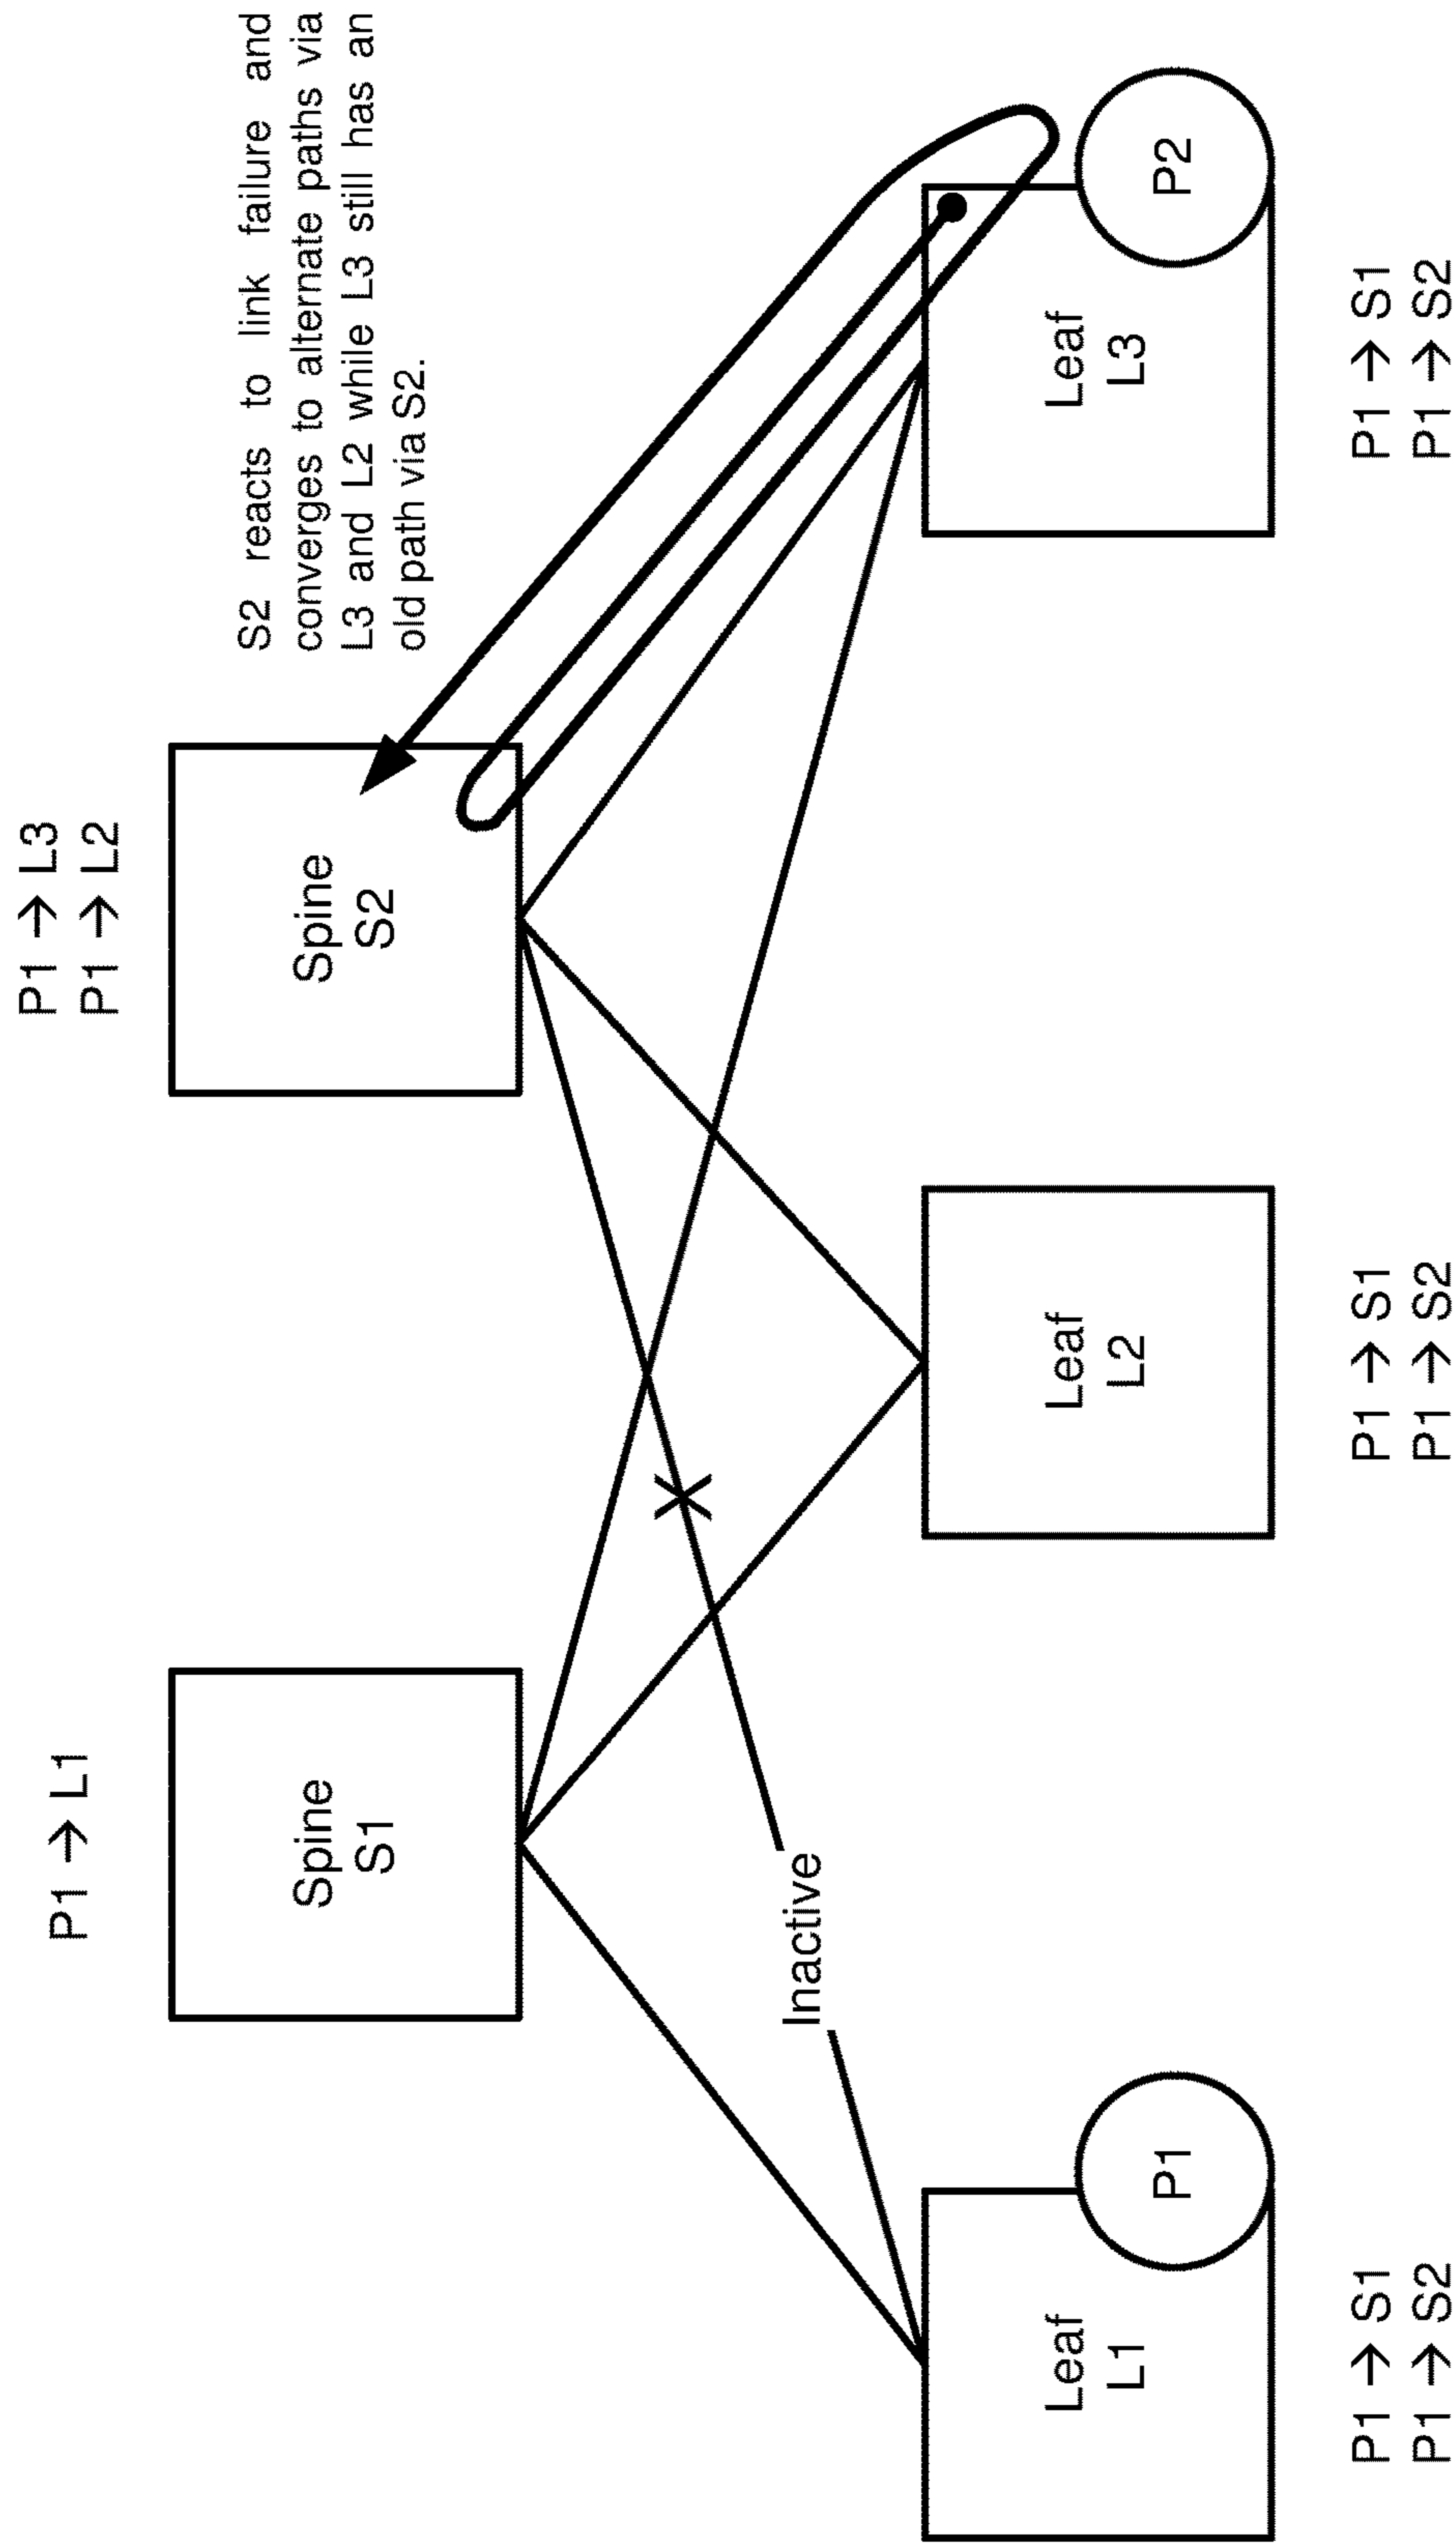 P1 → L1
P1 → L3
P1 → L2
S2 reacts to link failure and
converges to alternate paths via
L3 and L2 while L3 still has an
old path via S2.
Spine
S1
Spine
S2
Inactive
Leaf
L1
P1
Leaf
L2
Leaf
L3
P2
P1 → S1
P1 → S2
P1 → S1
P1 → S2
P1 → S1
P1 → S2